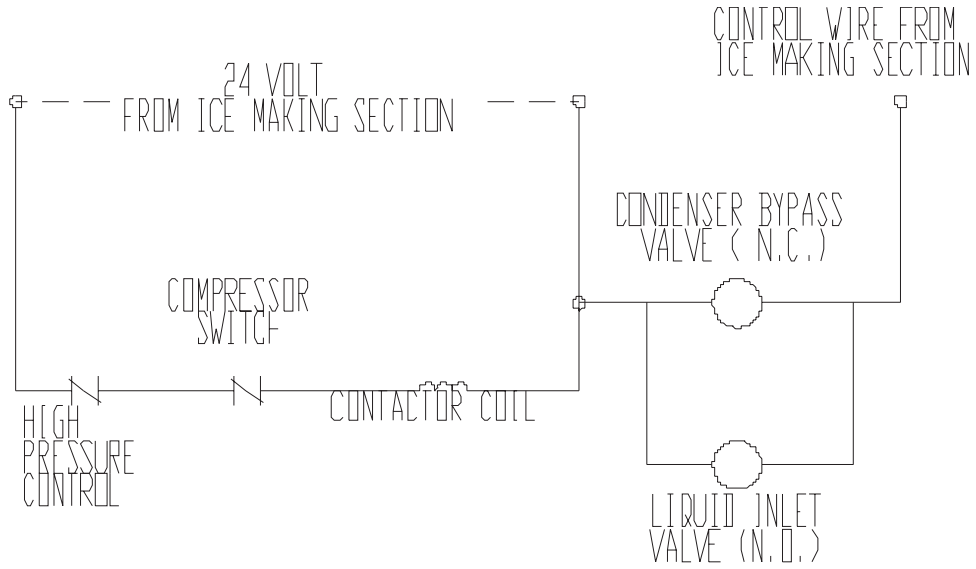 CONTROL WIRE FROM
ICE MAKING SECTION
24 VOLT
FROM ICE MAKING SECTION
CONDENSER BYPASS
VALVE ( N.C.)
COMPRESSOR
SWITCH
CONTACTOR COIL
HIGH
PRESSURE
CONTROL
LIQUID INLET
VALVE (N.O.)